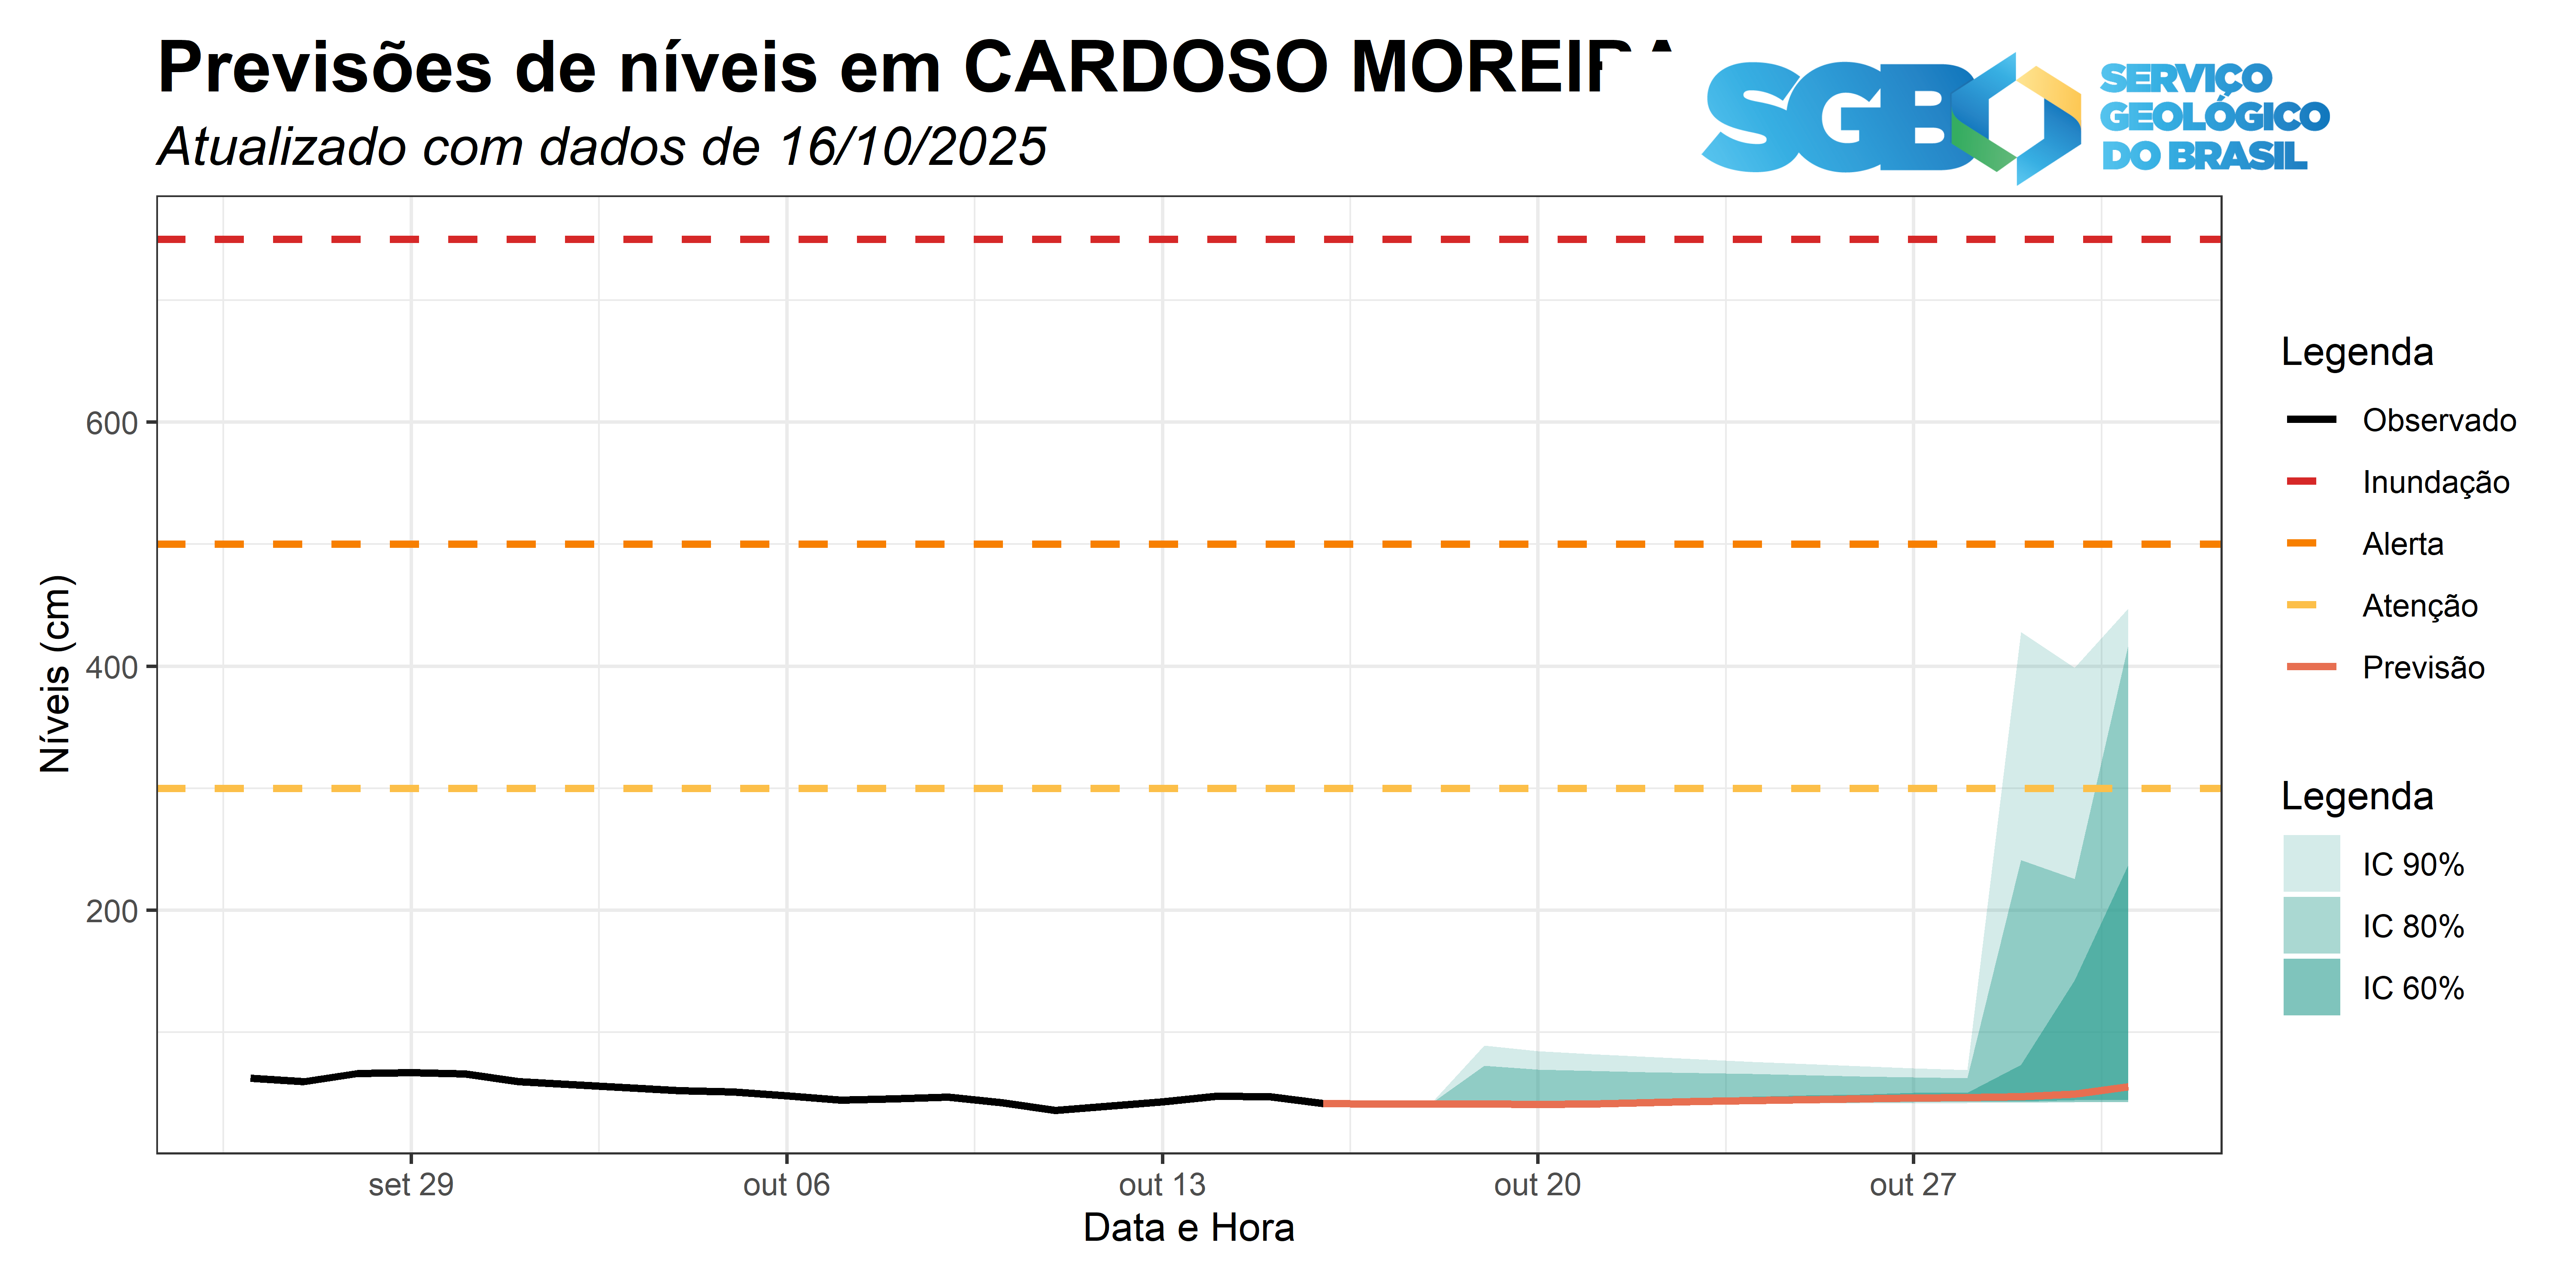 Previsões de níveis em CARDOSO MOREIRA
Atualizado com dados de 16/10/2025
SGB
SERVIÇO
GEOLÓGICO
DO BRASIL
Níveis (cm)
600
400
200
set 29
out 06
out 13
out 20
out 27
Data e Hora
Legenda
Observado
Inundação
Alerta
Atenção
Previsão
Legenda
IC 90%
IC 80%
IC 60%